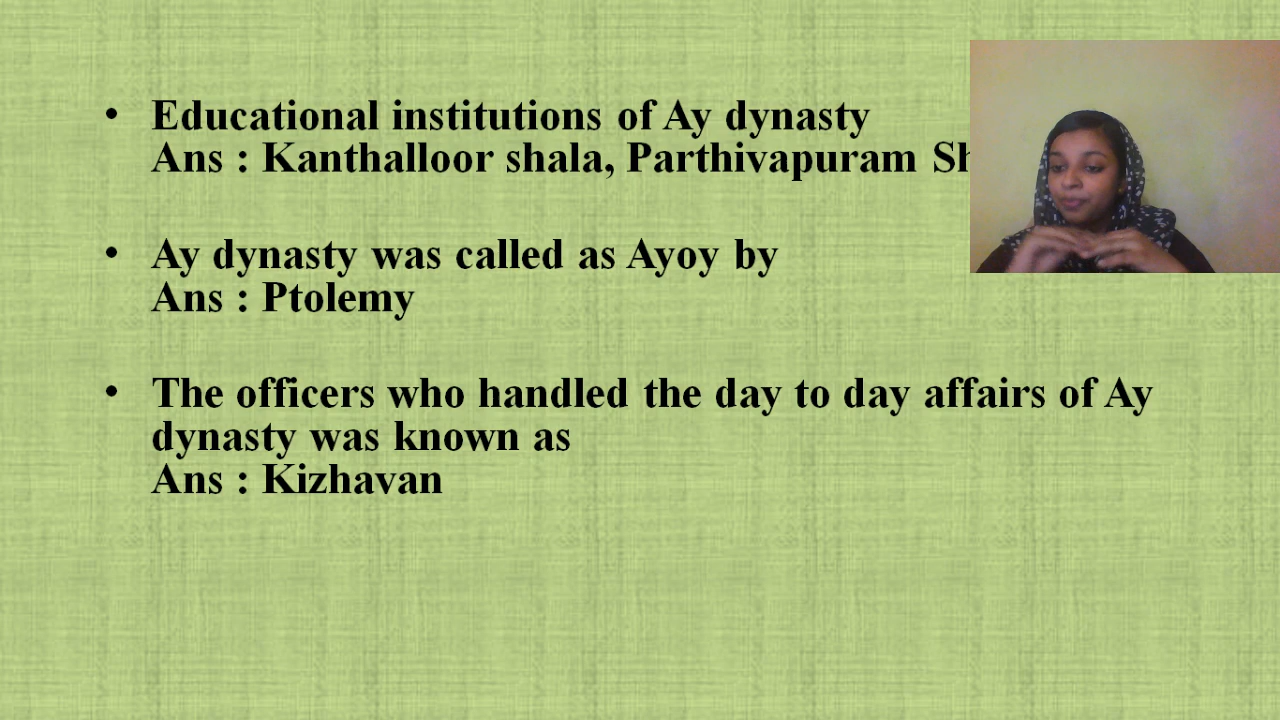 • Educational institutions of Ay dynasty
Ans : Kanthalloor shala, Parthivapuram
• Ay dynasty was called as Ayoy by
Ans : Ptolemy
• The officers who handled the day to day affairs of Ay
dynasty was known as
Ans : Kizhavan